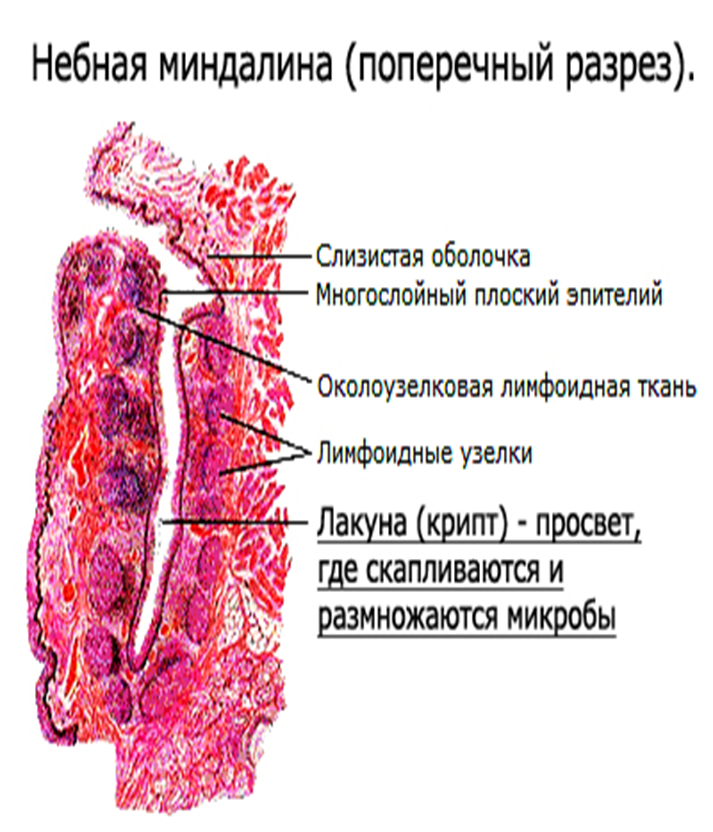 Небная миндалина (поперечный разрез).
Слизистая оболочка
Многослойный плоский эпителий
Околоузелковая лимфоидная ткань
Лимфоидные узелки
Лакуна (крипт) - просвет,
где скапливаются и
размножаются микробы